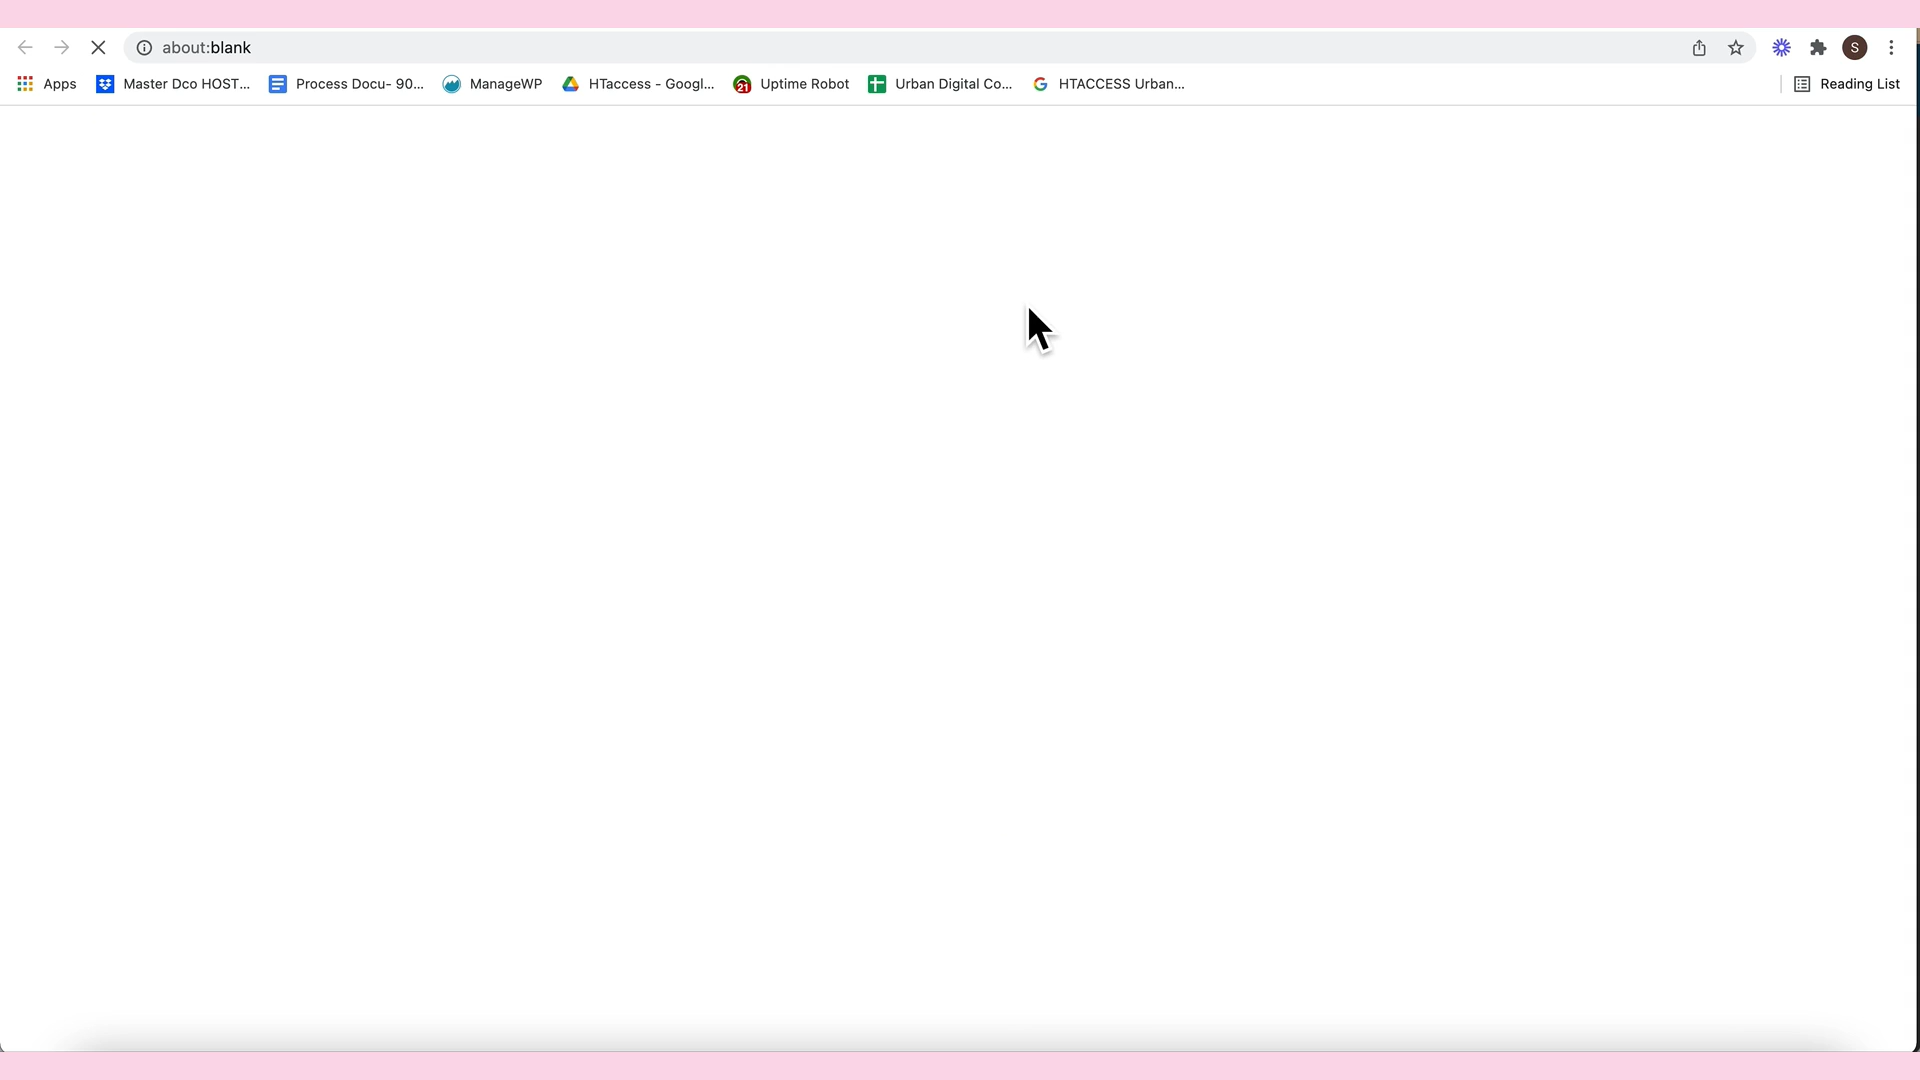 about:blank
S
Apps
Master Dco HOST...
Process Docu- 90...
ManageWP
HTaccess - Googl...
21
Uptime Robot
Urban Digital Co...
HTACCESS Urban...
Reading List